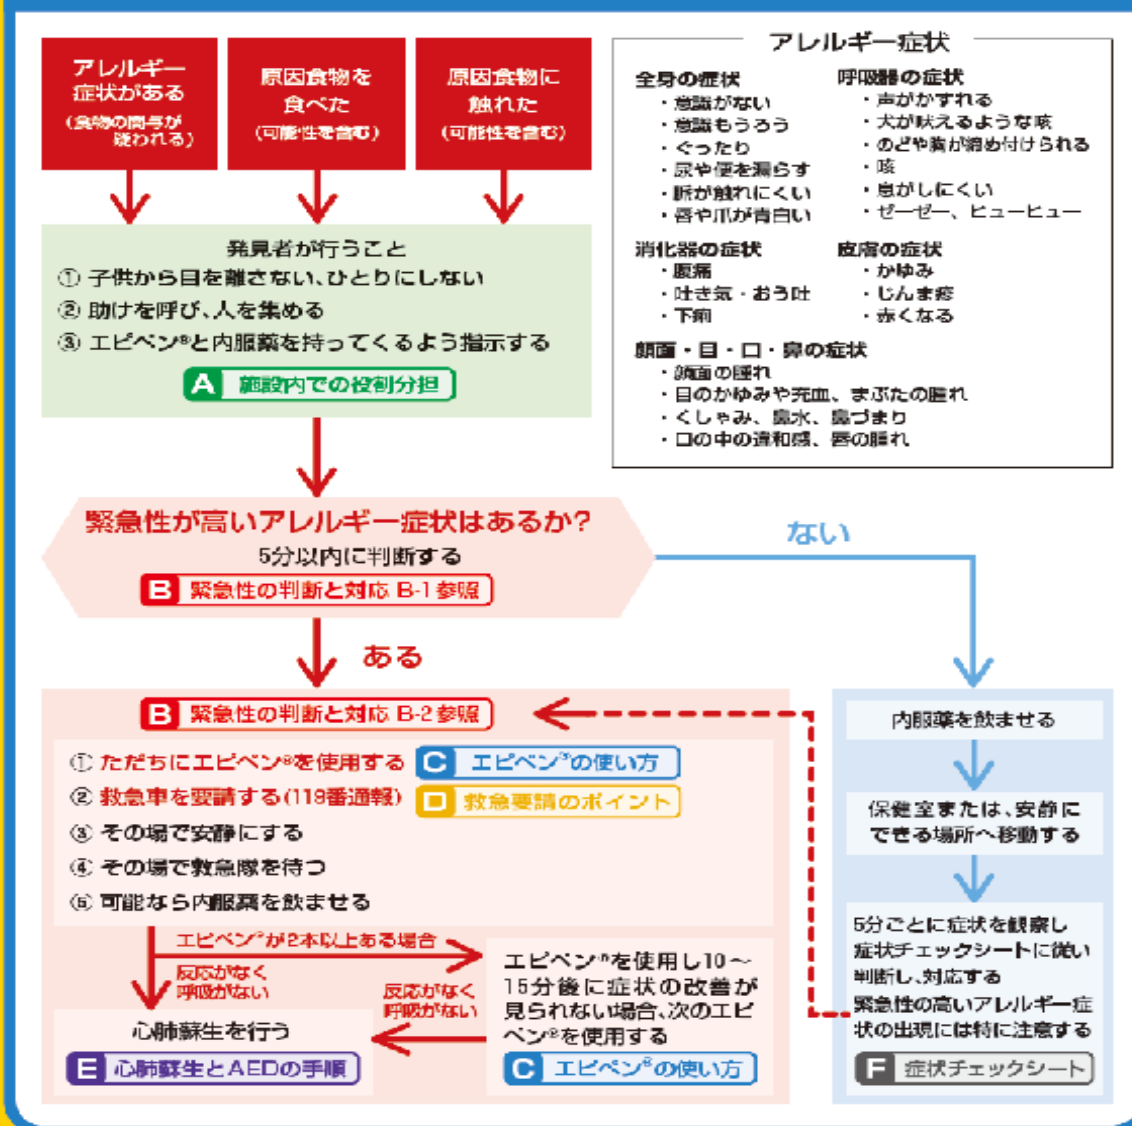 アレルギー
症状がある
(食物の関与が
疑われる)
原因食物を
食べた
(可能性を含む)
原因食物に
触れた
(可能性を含む)
アレルギー症状
全身の症状
・意識がない
・意識もうろう
・ぐったり
・尿や便を漏らす
・脈が触れにくい
・唇や爪が青白い
呼吸器の症状
・声がかすれる
・犬が吠えるような咳
・のどや胸が締め付けられる
・咳
・息がしにくい
・ゼーゼー、ヒューヒュー
消化器の症状
・腹痛
・吐き気・おう吐
・下痢
皮膚の症状
・かゆみ
・じんま疹
・赤くなる
顔面・目・口・鼻の症状
・顔面の腫れ
・目のかゆみや充血、まぶたの腫れ
・くしゃみ、鼻水、鼻づまり
・口の中の違和感、唇の腫れ
発見者が行うこと
① 子供から目を離さない、ひとりにしない
② 助けを呼び、人を集める
③ エピペン®と内服薬を持ってくるよう指示する
A 施設内での役割分担
緊急性が高いアレルギー症状はあるか?
5分以内に判断する
B 緊急性の判断と対応 B-1参照
ない
ある
B 緊急性の判断と対応 B-2参照
① ただちにエピペン®を使用する C エピペン®の使い方
② 救急車を要請する(119番通報) D 救急要請のポイント
③ その場で安静にする
④ その場で救急隊を待つ
⑤ 可能なら内服薬を飲ませる
エピペン®が2本以上ある場合
反応がなく
呼吸がない
反応がなく
呼吸がない
エピペン®を使用し10~
15分後に症状の改善が
見られない場合、次のエピ
ペン®を使用する
C エピペン®の使い方
心肺蘇生を行う
E 心肺蘇生とAEDの手順
内服薬を飲ませる
保健室または、安静に
できる場所へ移動する
5分ごとに症状を観察し
症状チェックシートに従い
判断し、対応する
緊急性の高いアレルギー症
状の出現には特に注意する
F 症状チェックシート